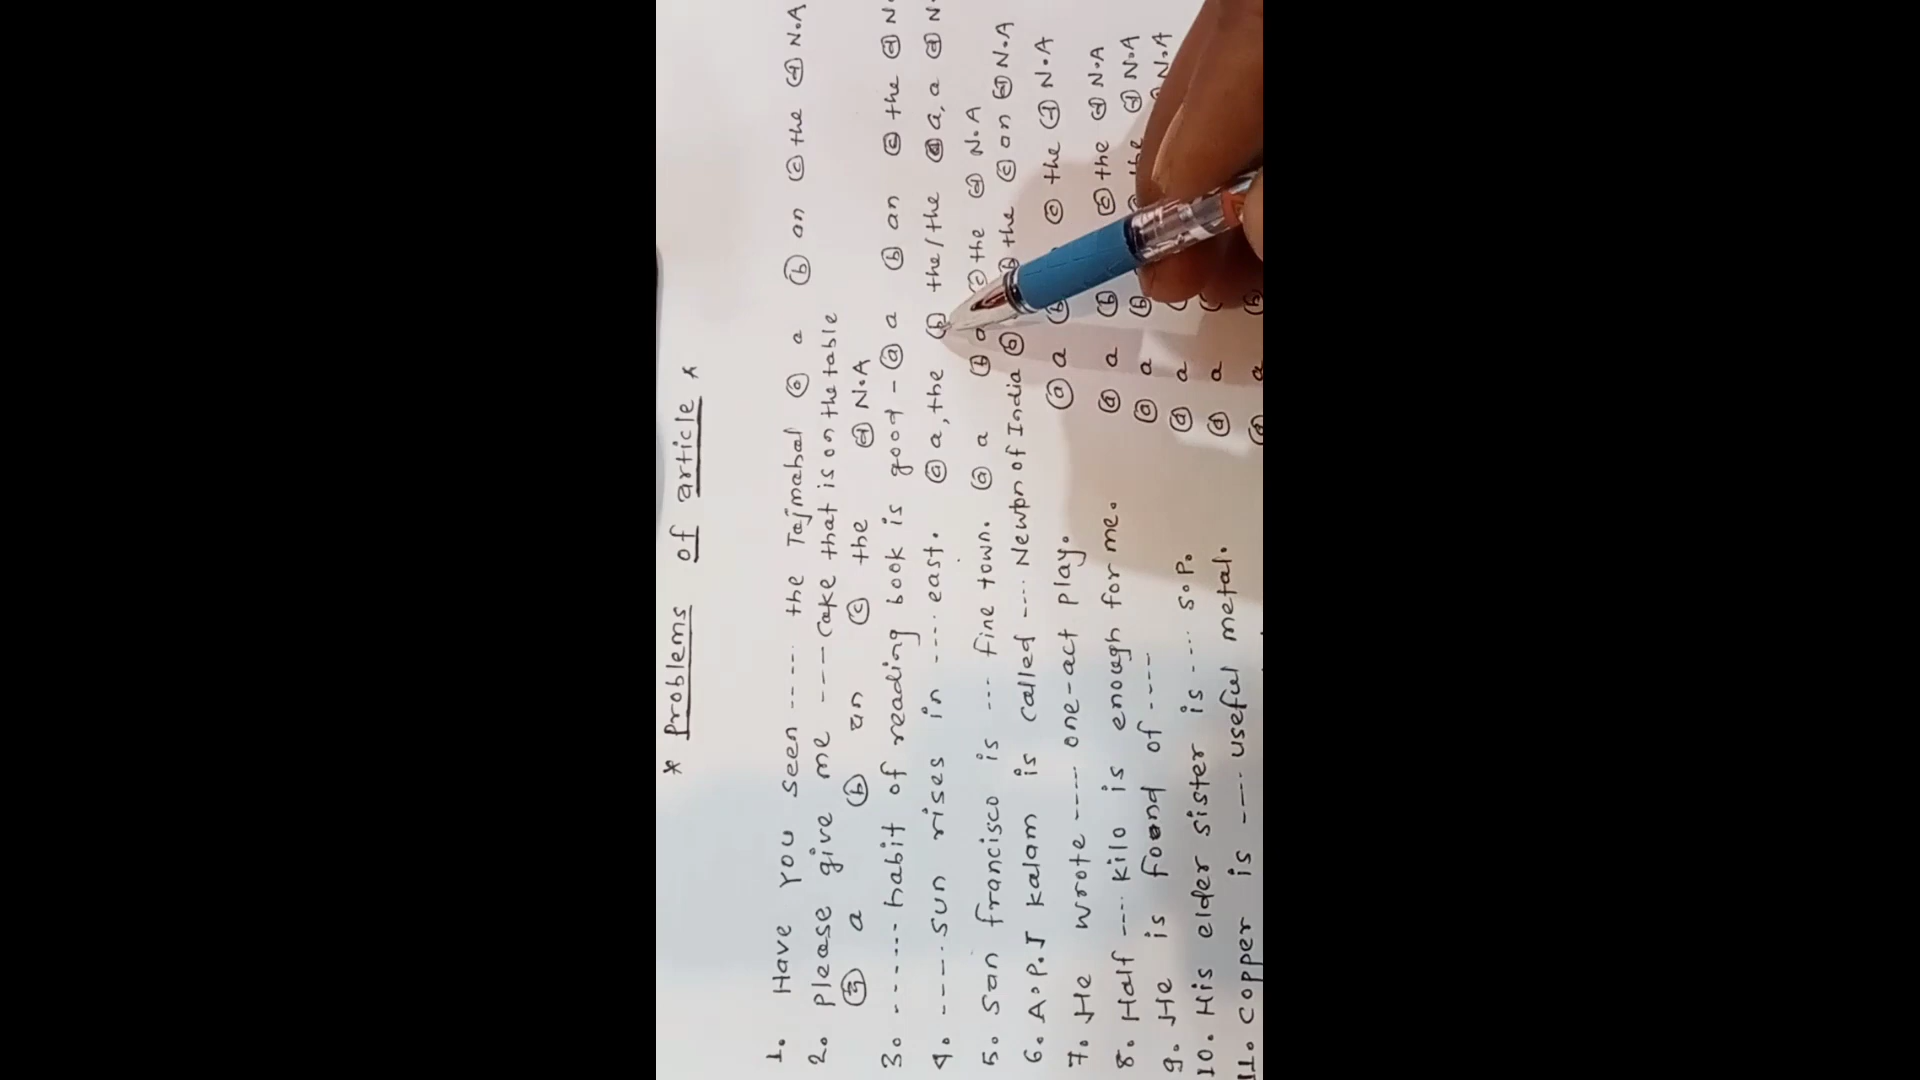 * Problems of article *
1. Have you seen ------ the Tajmahal ⓐ a ⓑ an ⓒ the ⓓ N.A
2. please give me ---- cake that is on the table
ⓐ a ⓑ an ⓒ the ⓓ N.A
3. ------ habit of reading book is good - ⓐ a ⓑ an ⓒ the ⓓ N.
4. ---- sun rises in ---- east. ⓐ a, the ⓑ the/the ⓒ a, a ⓓ N.
5. San francisco is --- fine town. ⓐ a ⓑ ⓒ the ⓓ N.A
6. A.P.J kalam is called ---- Newton of India ⓐ ⓑ the ⓒ an ⓓ N.A
7. He wrote ----- one-act play. ⓐ a ⓑ ⓒ the ⓓ N.A
8. Half ---- kilo is enough for me. ⓐ a ⓑ ⓒ the ⓓ N.A
9. He is found of ---- ⓐ a ⓑ the ⓓ N.A
10. His elder sister is ---- S.P. ⓐ a N.A
11. Copper is ---- useful metal. ⓐ a
ⓐ a ⓑ